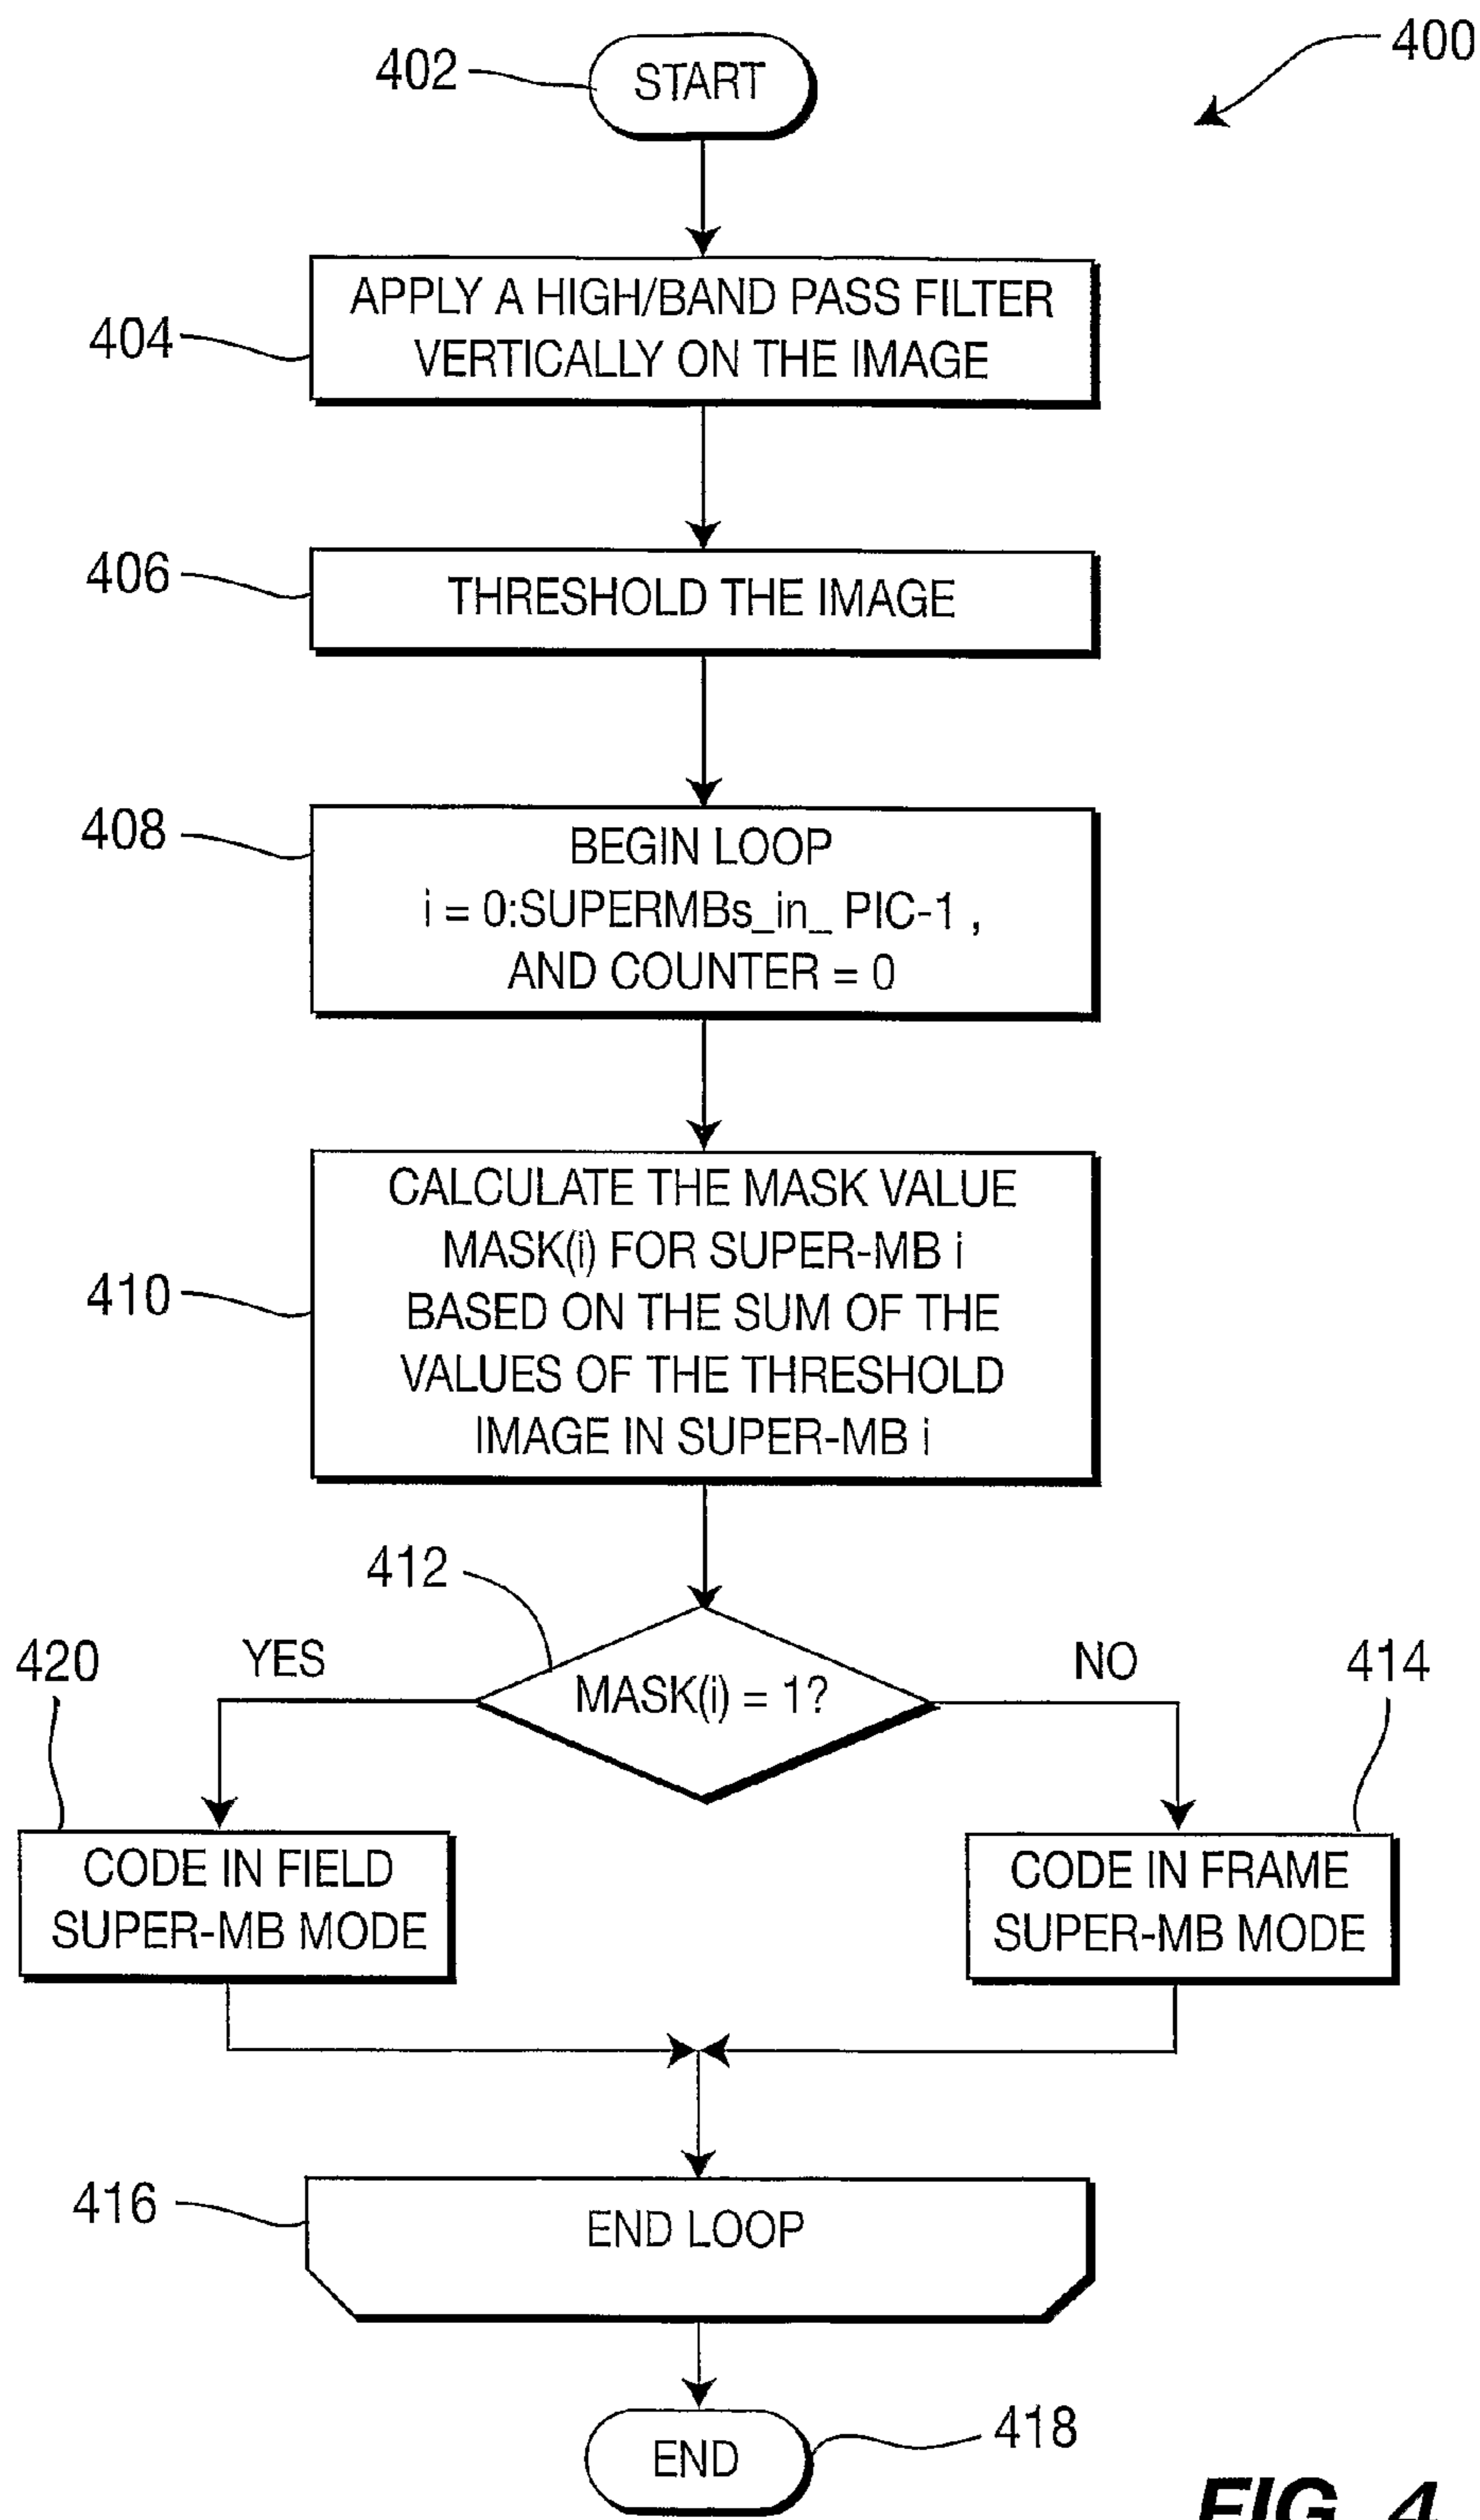 400
402
START
404
APPLY A HIGH/BAND PASS FILTER
VERTICALLY ON THE IMAGE
406
THRESHOLD THE IMAGE
408
BEGIN LOOP
i = 0:SUPERMBs_in_ PIC-1 ,
AND COUNTER = 0
410
CALCULATE THE MASK VALUE
MASK(i) FOR SUPER-MB i
BASED ON THE SUM OF THE
VALUES OF THE THRESHOLD
IMAGE IN SUPER-MB i
412
MASK(i) = 1?
YES
NO
420
CODE IN FIELD
SUPER-MB MODE
414
CODE IN FRAME
SUPER-MB MODE
416
END LOOP
418
END
FIG. 4